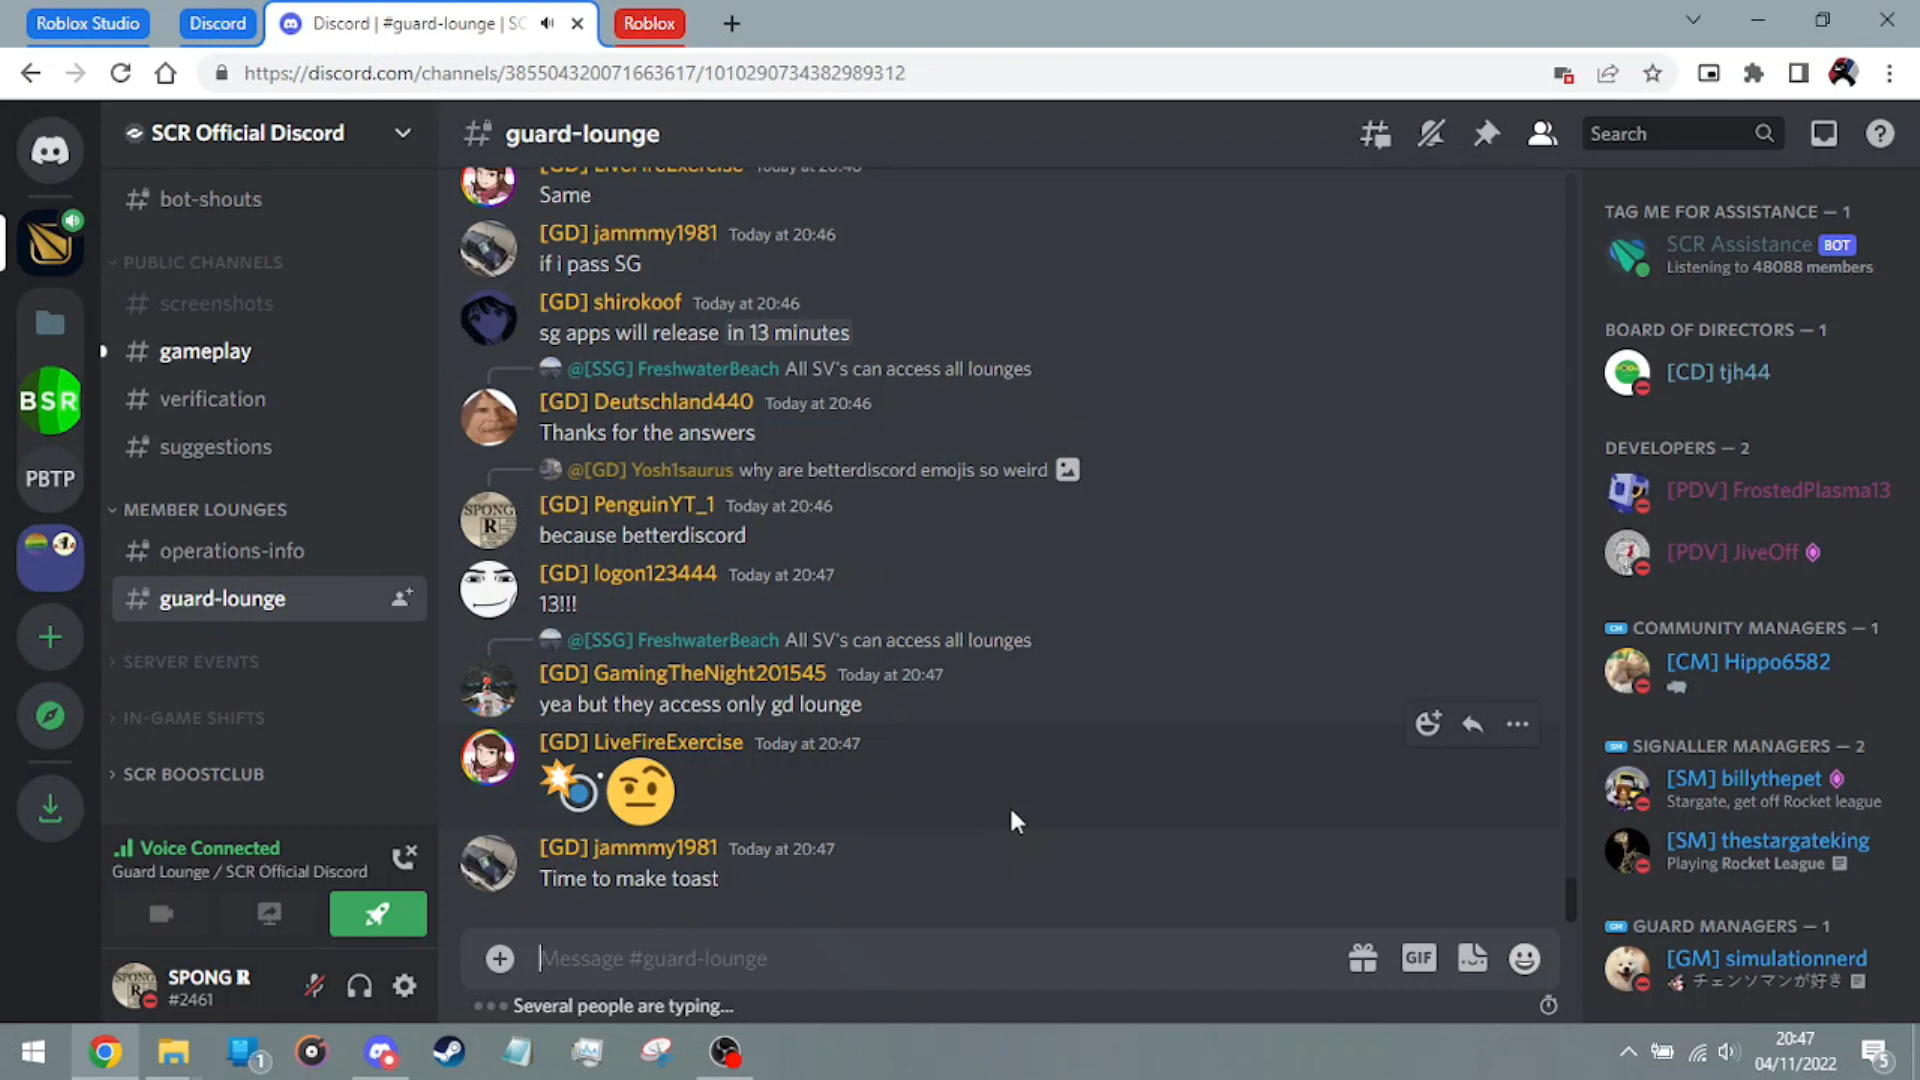 Roblox Studio
Discord
Discord | #guard-lounge | SC
Roblox
https://discord.com/channels/385504320071663617/1010290734382989312
SCR Official Discord
guard-lounge
Search
bot-shouts
PUBLIC CHANNELS
screenshots
gameplay
verification
suggestions
MEMBER LOUNGES
operations-info
guard-lounge
SERVER EVENTS
IN-GAME SHIFTS
SCR BOOSTCLUB
BSR
PBTP
Voice Connected
Guard Lounge / SCR Official Discord
SPONG R
#2461
[GD] LiveFireExercise Today at 20:46
Same
[GD] jammmy1981 Today at 20:46
if i pass SG
[GD] shirokoof Today at 20:46
sg apps will release in 13 minutes
@[SSG] FreshwaterBeach All SV's can access all lounges
[GD] Deutschland440 Today at 20:46
Thanks for the answers
@[GD] Yosh1saurus why are betterdiscord emojis so weird
[GD] PenguinYT_1 Today at 20:46
because betterdiscord
[GD] logon123444 Today at 20:47
13!!!
@[SSG] FreshwaterBeach All SV's can access all lounges
[GD] GamingTheNight201545 Today at 20:47
yea but they access only gd lounge
[GD] LiveFireExercise Today at 20:47
[GD] jammmy1981 Today at 20:47
Time to make toast
Message #guard-lounge
GIF
Several people are typing...
TAG ME FOR ASSISTANCE — 1
SCR Assistance BOT
Listening to 48088 members
BOARD OF DIRECTORS — 1
[CD] tjh44
DEVELOPERS — 2
[PDV] FrostedPlasma13
[PDV] JiveOff
CM COMMUNITY MANAGERS — 1
[CM] Hippo6582
SM SIGNALLER MANAGERS — 2
[SM] billythepet
Stargate, get off Rocket league
[SM] thestargateking
Playing Rocket League
GM GUARD MANAGERS — 1
[GM] simulationnerd
チェンソマンが好き
1
20:47
04/11/2022
5